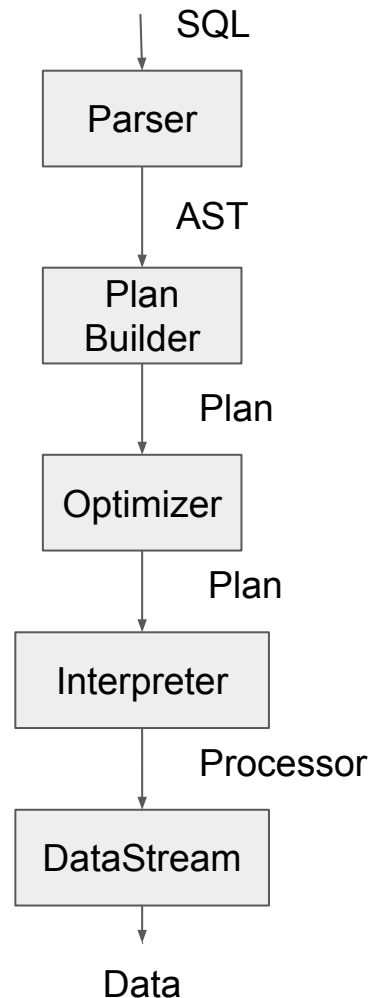 SQL
Parser
AST
Plan
Builder
Plan
Optimizer
Plan
Interpreter
Processor
DataStream
Data